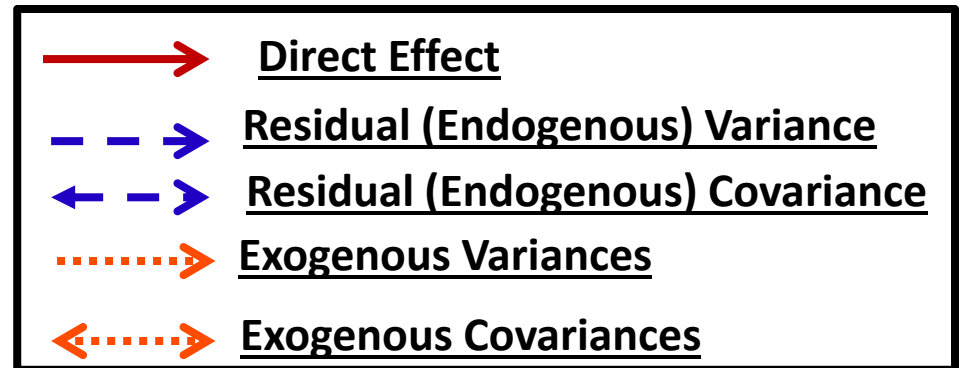 Direct Effect
Residual (Endogenous) Variance
Residual (Endogenous) Covariance
Exogenous Variances
Exogenous Covariances